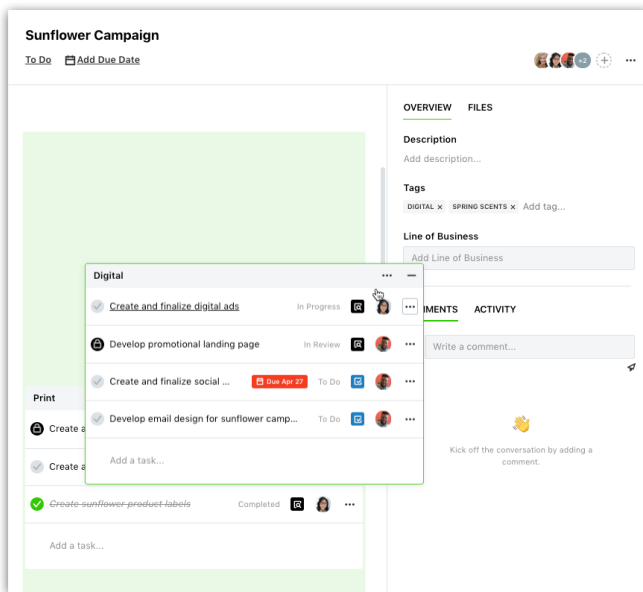 Sunflower Campaign
To Do Add Due Date
+2
OVERVIEW FILES
Description
Add description...
Tags
DIGITAL × SPRING SCENTS × Add tag...
Line of Business
Add Line of Business
Digital
Create and finalize digital ads In Progress
MMENTS ACTIVITY
Develop promotional landing page In Review
Write a comment...
Create and finalize social ... Due Apr 27 To Do
Print
Develop email design for sunflower camp... To Do
Create a
Kick off the conversation by adding a
comment.
Add a task...
Create a
Create sunflower product labels Completed
Add a task...